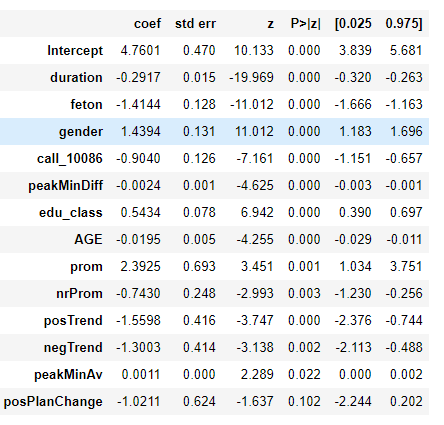 coef std err z P>|z| [0.025 0.975]
Intercept 4.7601 0.470 10.133 0.000 3.839 5.681
duration -0.2917 0.015 -19.969 0.000 -0.320 -0.263
feton -1.4144 0.128 -11.012 0.000 -1.666 -1.163
gender 1.4394 0.131 11.012 0.000 1.183 1.696
call_10086 -0.9040 0.126 -7.161 0.000 -1.151 -0.657
peakMinDiff -0.0024 0.001 -4.625 0.000 -0.003 -0.001
edu_class 0.5434 0.078 6.942 0.000 0.390 0.697
AGE -0.0195 0.005 -4.255 0.000 -0.029 -0.011
prom 2.3925 0.693 3.451 0.001 1.034 3.751
nrProm -0.7430 0.248 -2.993 0.003 -1.230 -0.256
posTrend -1.5598 0.416 -3.747 0.000 -2.376 -0.744
negTrend -1.3003 0.414 -3.138 0.002 -2.113 -0.488
peakMinAv 0.0011 0.000 2.289 0.022 0.000 0.002
posPlanChange -1.0211 0.624 -1.637 0.102 -2.244 0.202